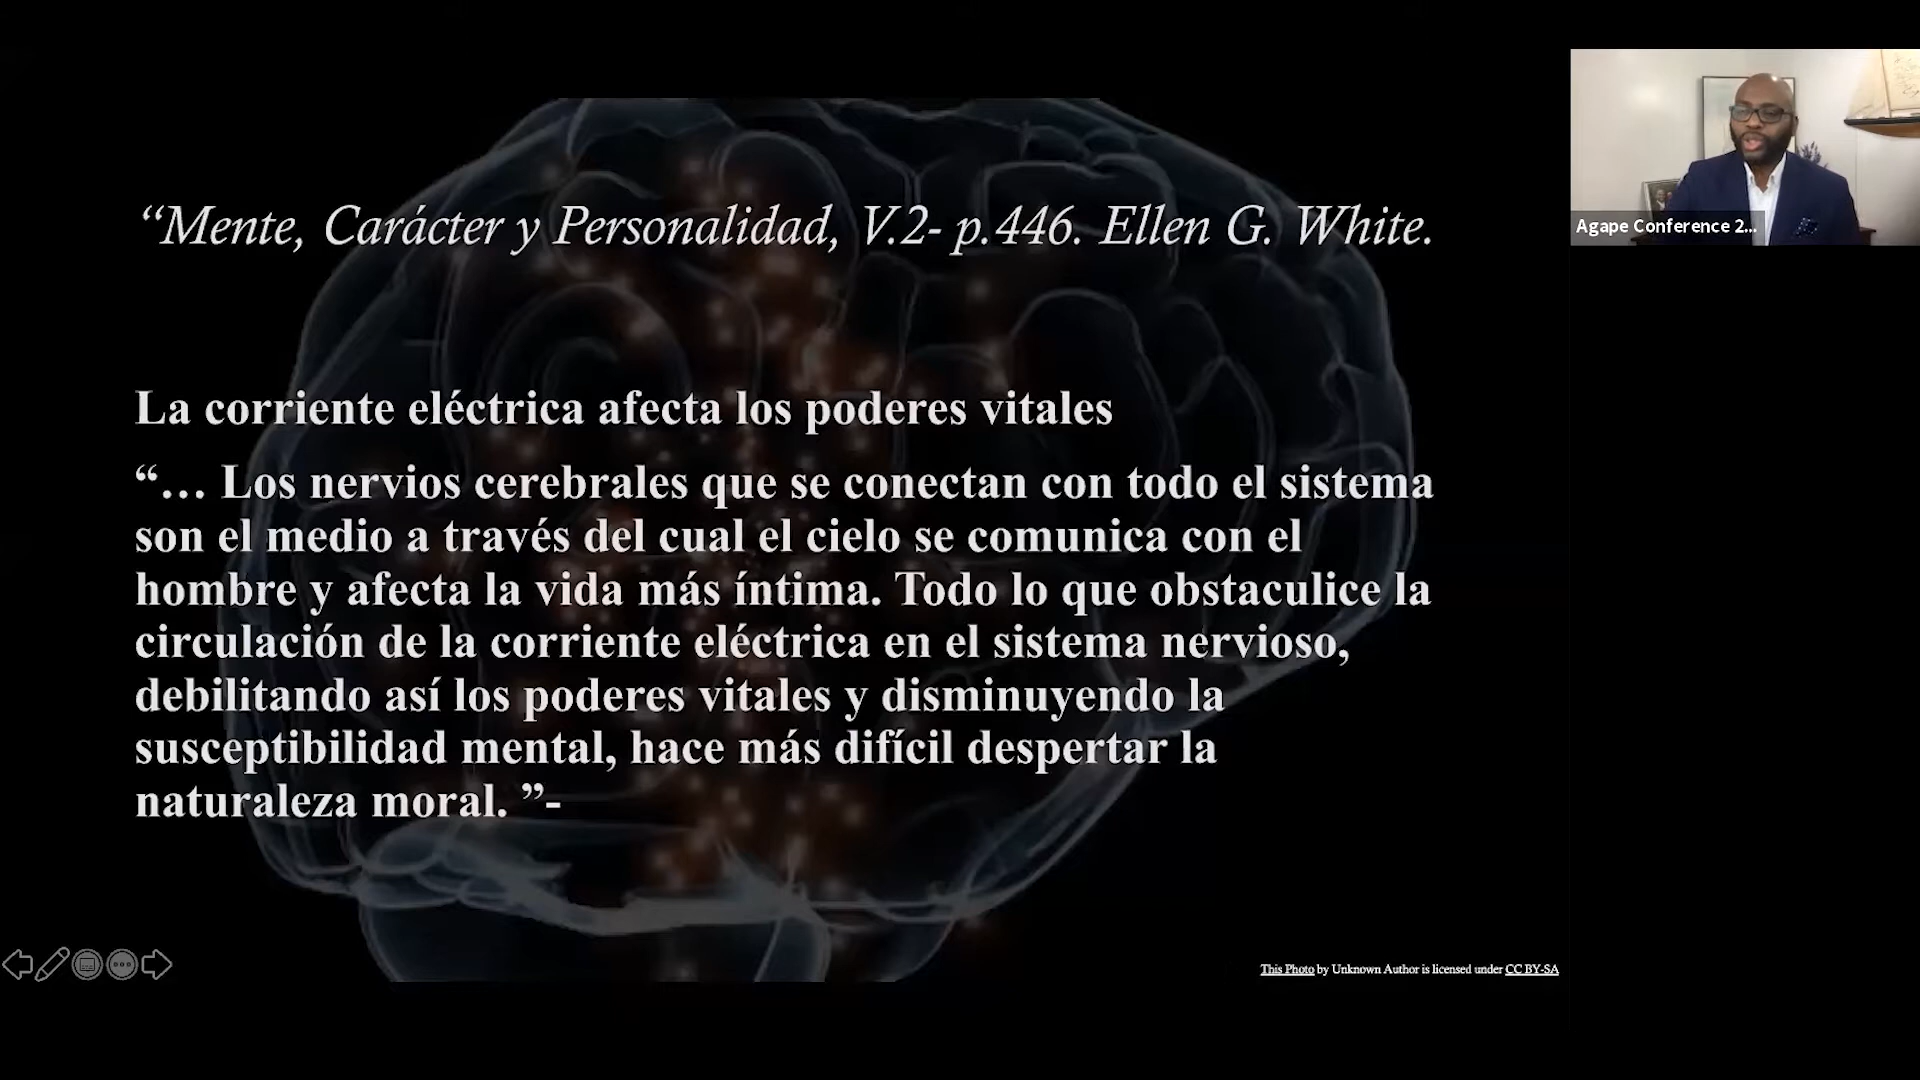 “Mente, Carácter y Personalidad, V.2- p.446. Ellen G. White.
Agape Conference 2...
La corriente eléctrica afecta los poderes vitales
“… Los nervios cerebrales que se conectan con todo el sistema
son el medio a través del cual el cielo se comunica con el
hombre y afecta la vida más íntima. Todo lo que obstaculice la
circulación de la corriente eléctrica en el sistema nervioso,
debilitando así los poderes vitales y disminuyendo la
susceptibilidad mental, hace más difícil despertar la
naturaleza moral. ”-
This Photo by Unknown Author is licensed under CC BY-SA